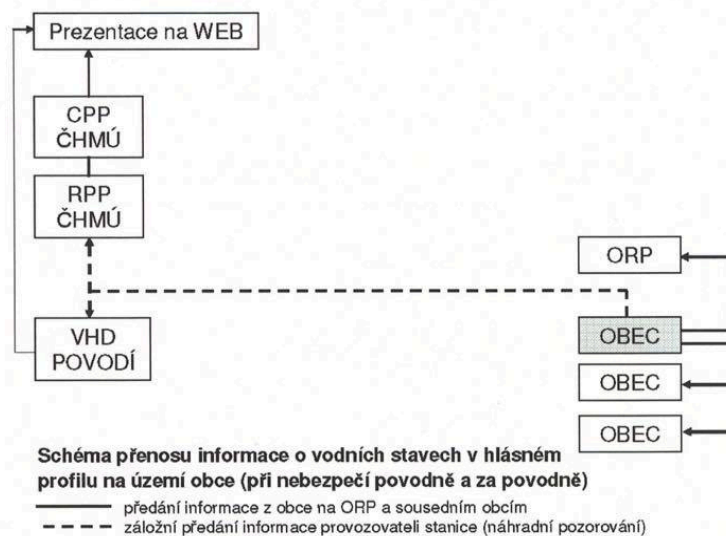 Prezentace na WEB
CPP
ČHMÚ
RPP
ČHMÚ
ORP
VHD
POVODÍ
OBEC
OBEC
OBEC
Schéma přenosu informace o vodních stavech v hlásném
profilu na území obce (při nebezpečí povodně a za povodně)
předání informace z obce na ORP a sousedním obcím
záložní předání informace provozovateli stanice (náhradní pozorování)